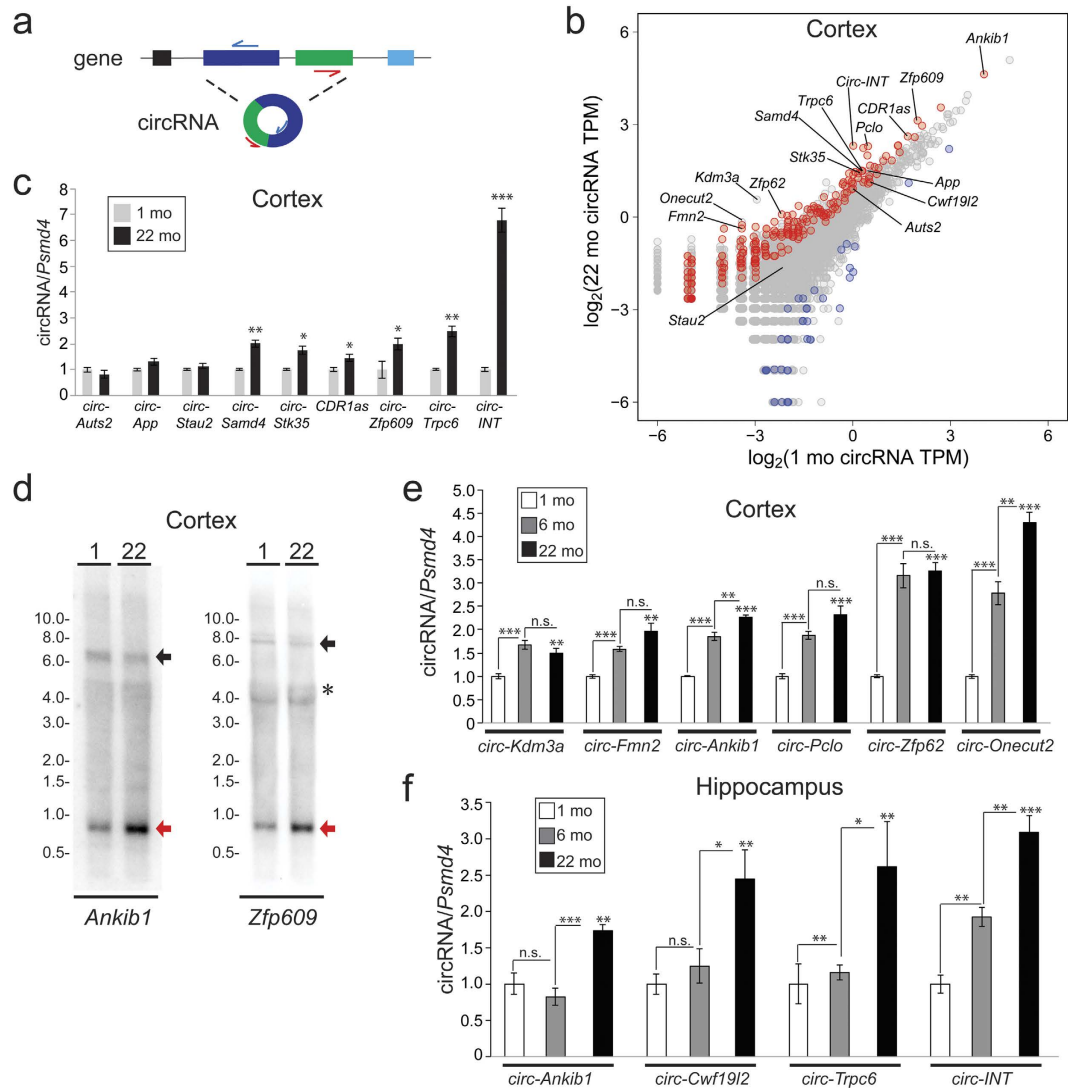 a
gene
circRNA
b
Cortex
log2(22 mo circRNA TPM)
6
3
0
−3
−6
−6 −3 0 3 6
log2(1 mo circRNA TPM)
Ankib1
Circ-INT
Zfp609
Trpc6
CDR1as
Samd4
Pclo
Stk35
Kdm3a
Zfp62
App
Onecut2
Cwf19l2
Fmn2
Auts2
Stau2
c
Cortex
1 mo
22 mo
circRNA/Psmd4
8
7
6
5
4
3
2
1
0
** * * * ** ***
circ- circ- circ- circ- circ- CDR1as circ- circ- circ-
Auts2 App Stau2 Samd4 Stk35 Zfp609 Trpc6 INT
d
Cortex
1 22 1 22
10.0- 10.0-
8.0- 8.0-
6.0- 6.0-
4.0- 4.0- *
3.0- 3.0-
2.0- 2.0-
1.5- 1.5-
1.0- 1.0-
0.5- 0.5-
Ankib1 Zfp609
e
Cortex
1 mo
6 mo
22 mo
circRNA/Psmd4
5.0
4.5
4.0
3.5
3.0
2.5
2.0
1.5
1.0
0.5
0
*** n.s. **
*** n.s. **
*** ** ***
*** n.s. ***
*** n.s. ***
*** ** ***
circ-Kdm3a circ-Fmn2 circ-Ankib1 circ-Pclo circ-Zfp62 circ-Onecut2
f
Hippocampus
1 mo
6 mo
22 mo
circRNA/Psmd4
3.5
3.0
2.5
2.0
1.5
1.0
0.5
0
n.s. *** **
n.s. * **
** * **
** ** ***
circ-Ankib1 circ-Cwf19l2 circ-Trpc6 circ-INT